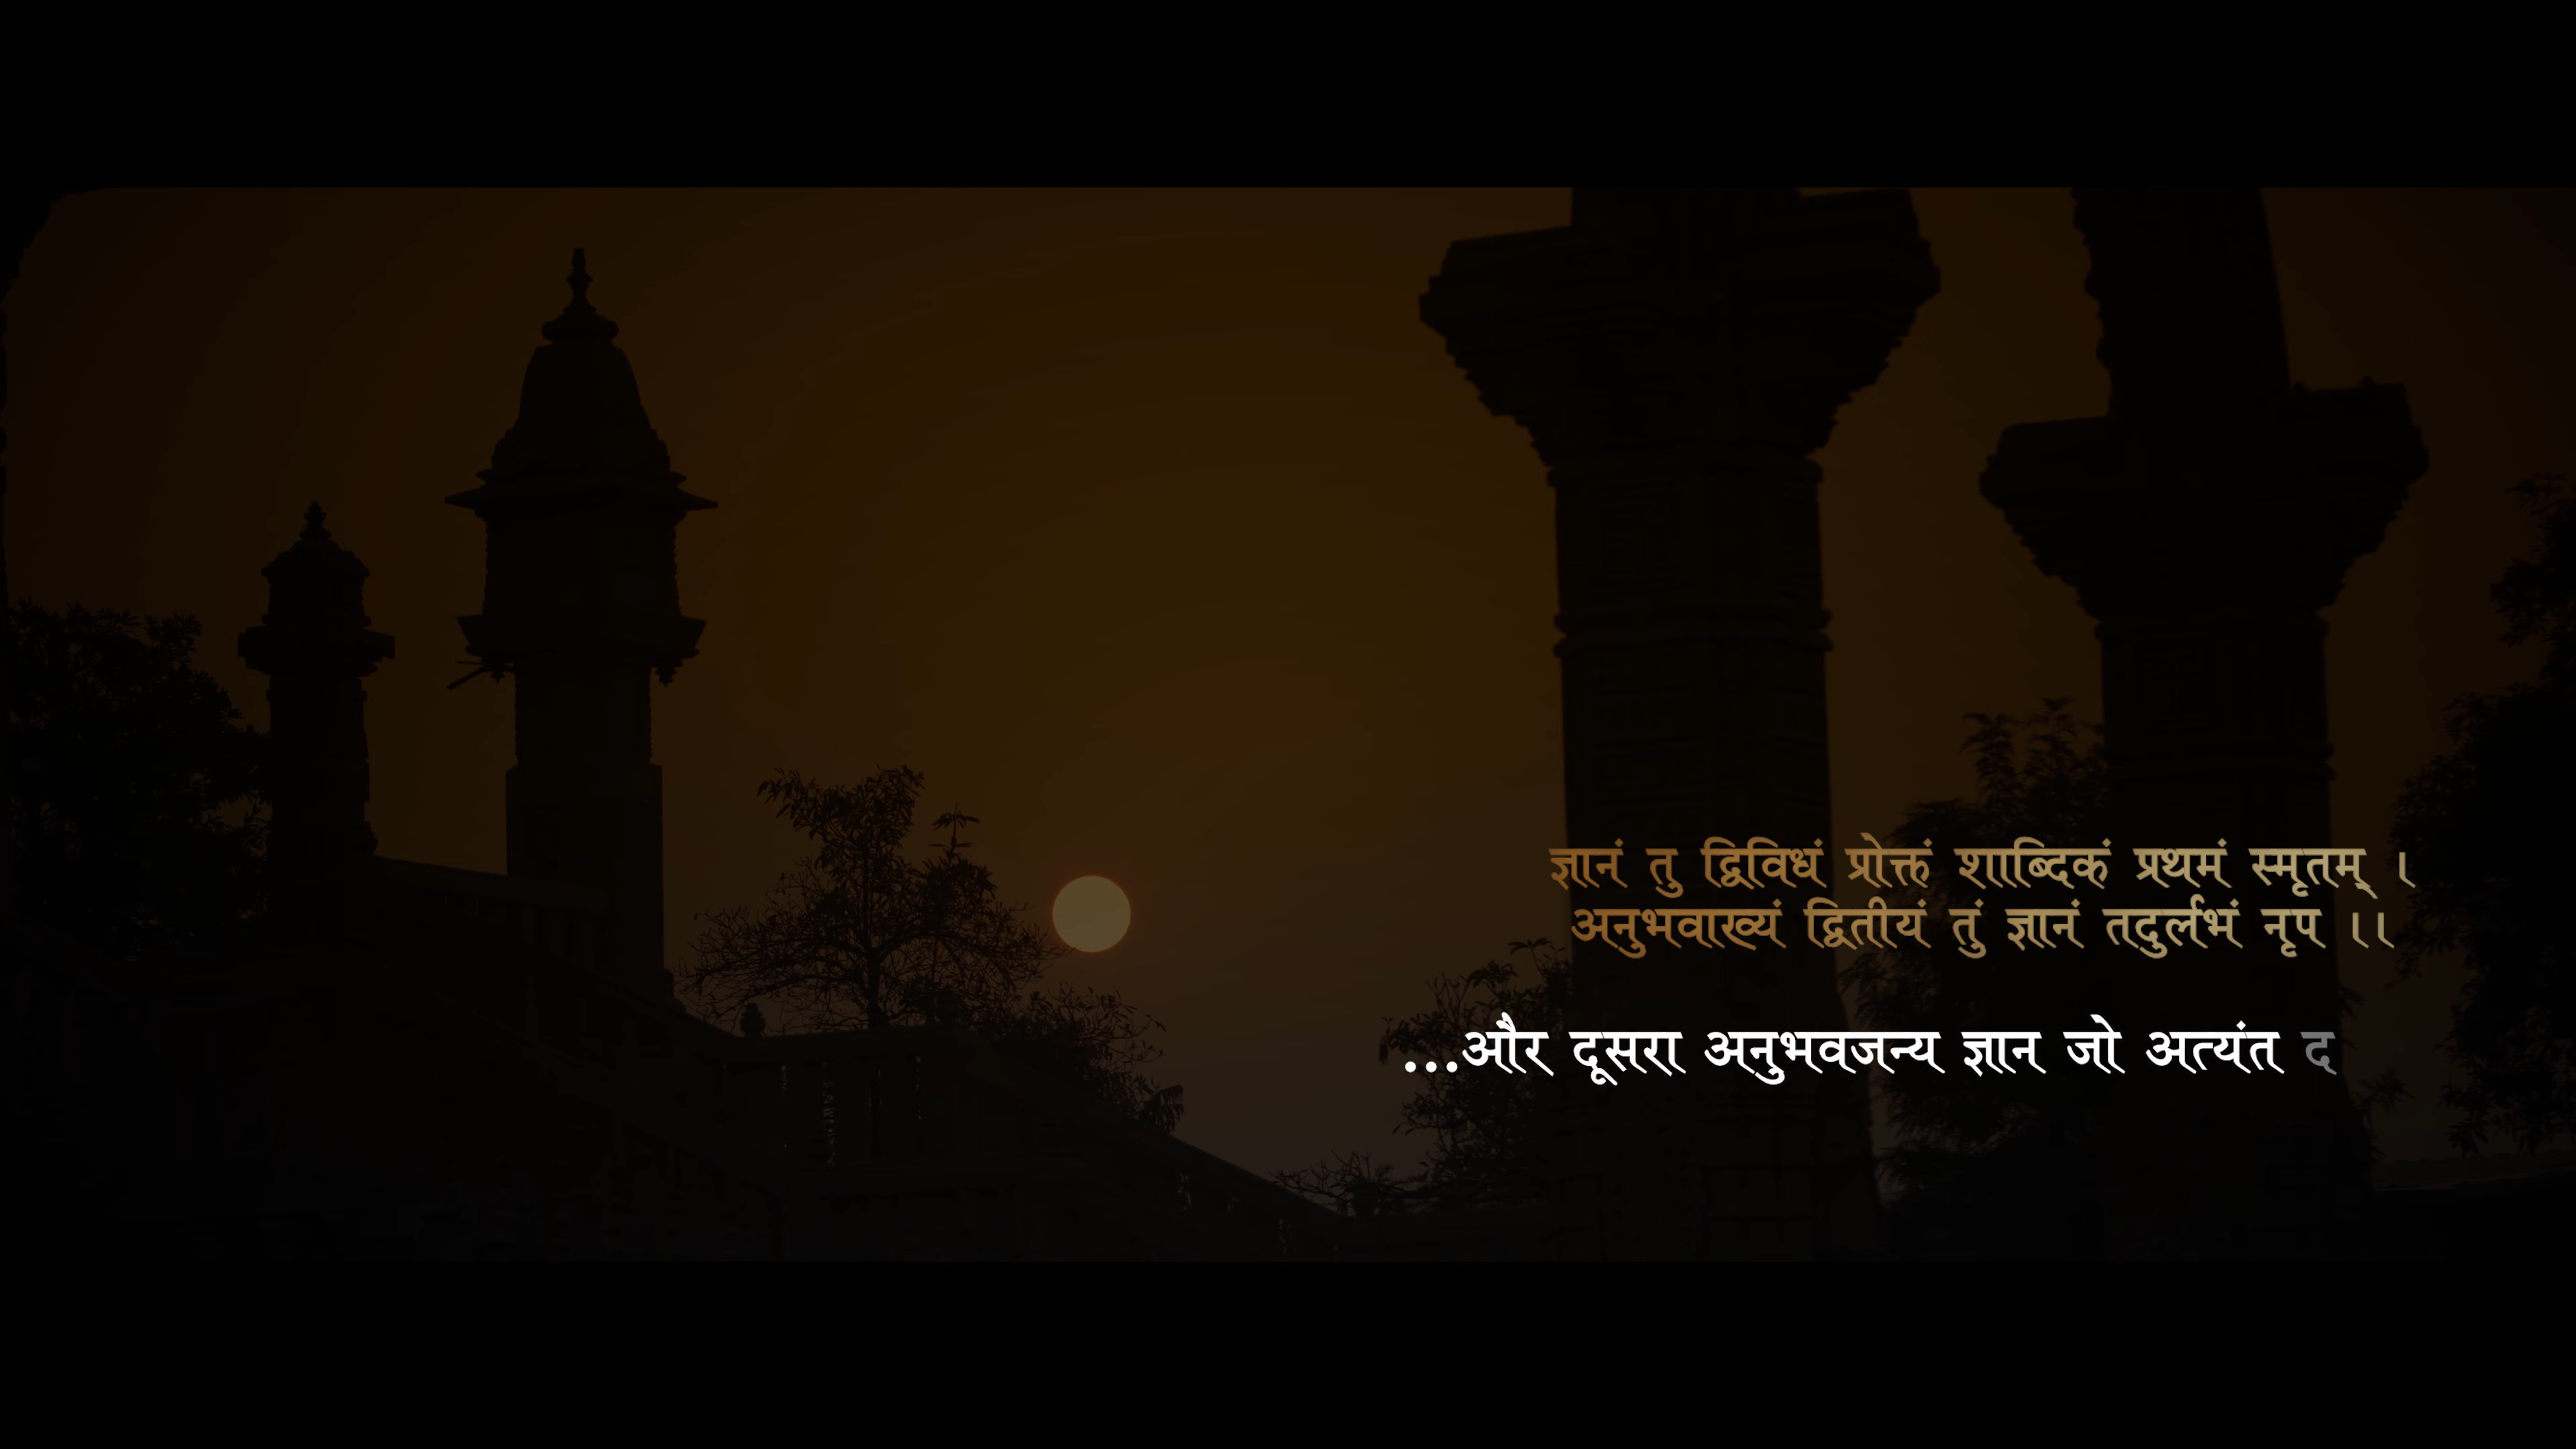 ज्ञानं तु द्विविधं प्रोक्तं शाब्दिकं प्रथमं स्मृतम् ।
अनुभवाख्यं द्वितीयं तुं ज्ञानं तदुर्लभं नृप ।।
...और दूसरा अनुभवजन्य ज्ञान जो अत्यंत द